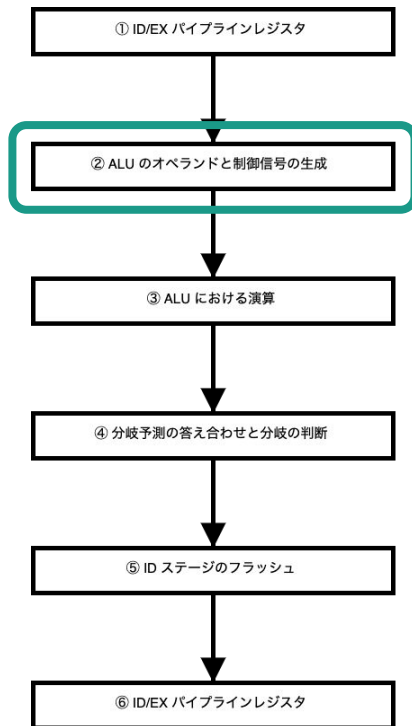 ① ID/EX パイプラインレジスタ
② ALU のオペランドと制御信号の生成
③ ALU における演算
④ 分岐予測の答え合わせと分岐の判断
⑤ ID ステージのフラッシュ
⑥ ID/EX パイプラインレジスタ